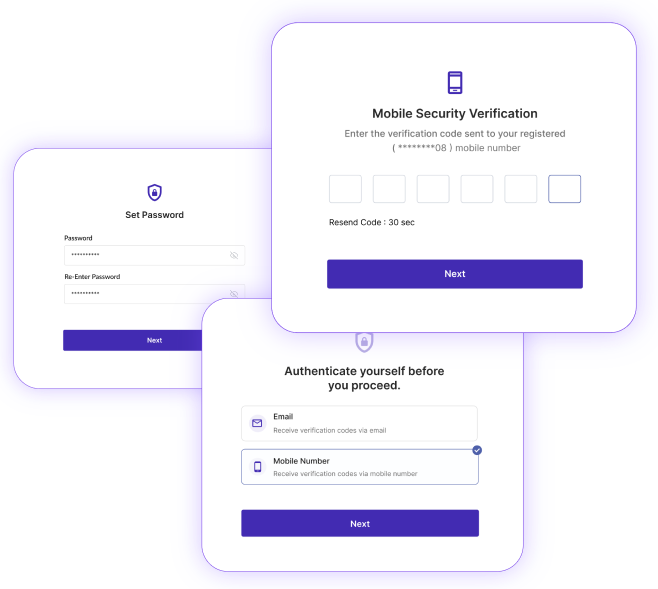 Mobile Security Verification
Enter the verification code sent to your registered
( ********08 ) mobile number
Resend Code : 30 sec
Next
Set Password
Password
**********
Re-Enter Password
**********
Next
Authenticate yourself before
you proceed.
Email
Receive verification codes via email
Mobile Number
Receive verification codes via mobile number
Next